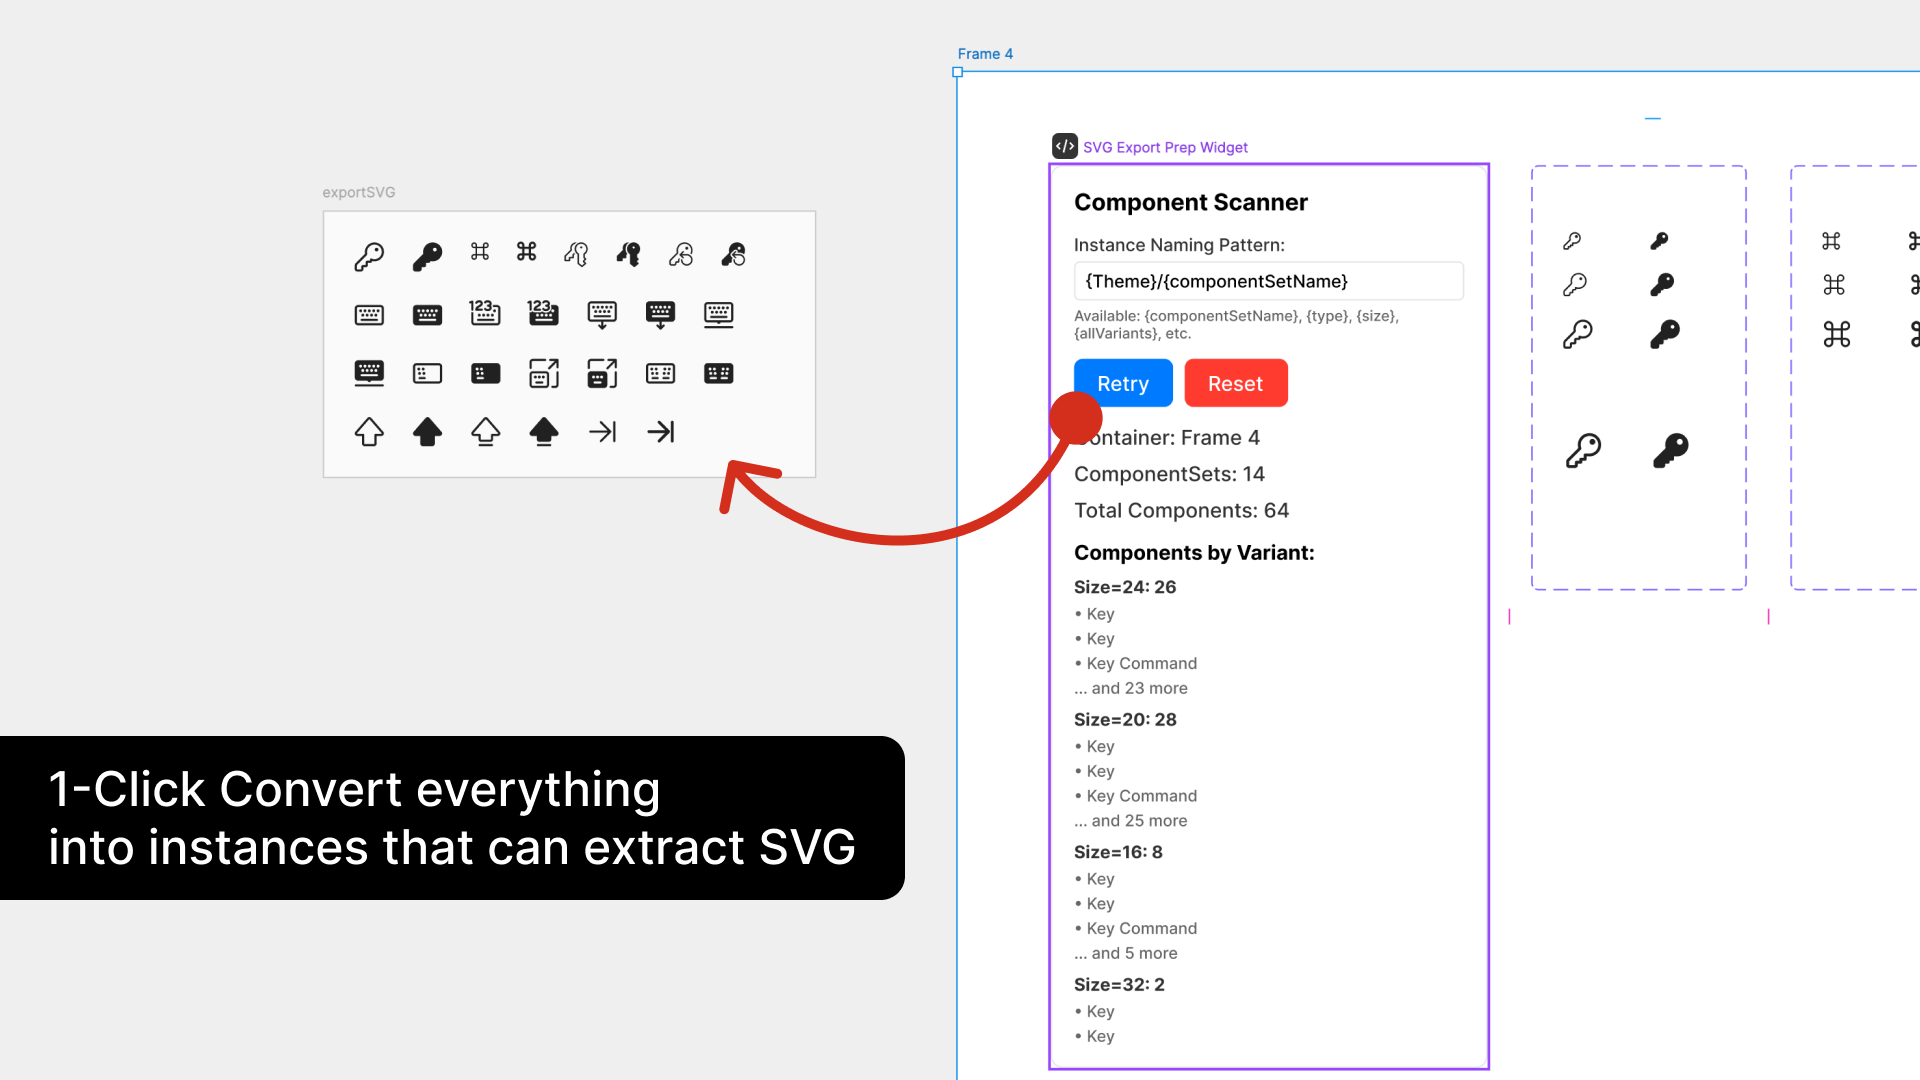 Frame 4
SVG Export Prep Widget
exportSVG
Component Scanner
Instance Naming Pattern:
{Theme}/{componentSetName}
Available: {componentSetName}, {type}, {size},
{allVariants}, etc.
Retry
Reset
Container: Frame 4
ComponentSets: 14
Total Components: 64
Components by Variant:
Size=24: 26
• Key
• Key
• Key Command
... and 23 more
Size=20: 28
• Key
• Key
• Key Command
... and 25 more
Size=16: 8
• Key
• Key
• Key Command
... and 5 more
Size=32: 2
• Key
• Key
123
123
1-Click Convert everything
into instances that can extract SVG